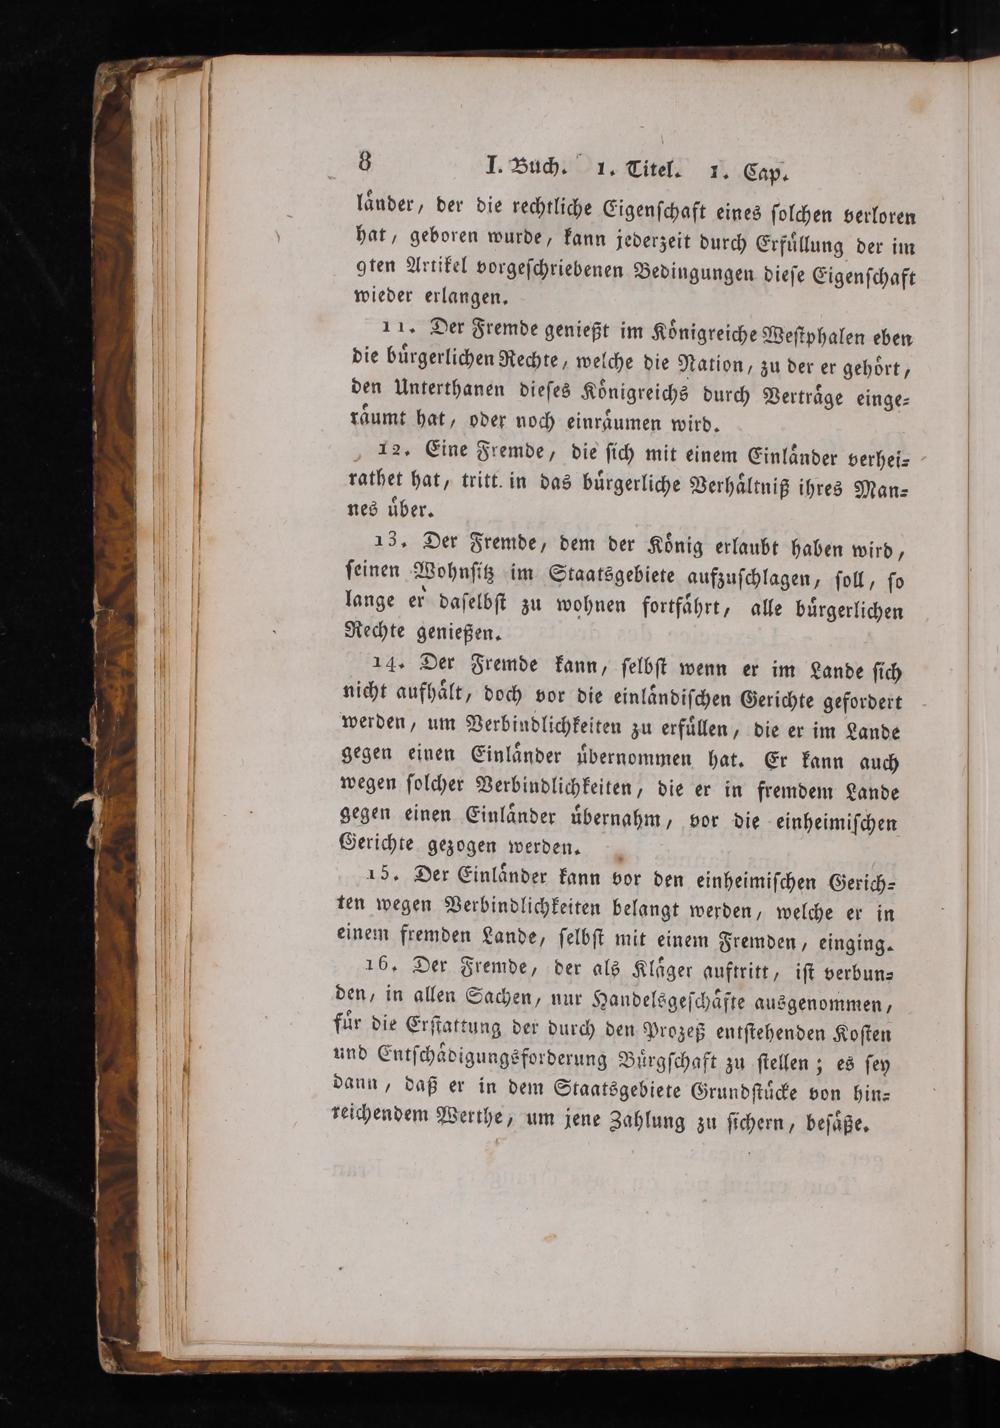 8 I. Buch. 1. Titel. 1. Cap.
länder, der die rechtliche Eigenſchaft eines ſolchen verloren
hat, geboren wurde, kann jederzeit durch Erfüllung der im
9ten Artikel vorgeſchriebenen Bedingungen dieſe Eigenſchaft
wieder erlangen.
11. Der Fremde genießt im Königreiche Weſtphalen eben
die bürgerlichen Rechte, welche die Nation, zu der er gehört,
den Unterthanen dieſes Königreichs durch Verträge einge⸗
räumt hat, oder noch einräumen wird.
12. Eine Fremde, die ſich mit einem Einländer verhei⸗
rathet hat, tritt in das bürgerliche Verhältniß ihres Man⸗
nes über.
13. Der Fremde, dem der König erlaubt haben wird,
ſeinen Wohnſitz im Staatsgebiete aufzuſchlagen, ſoll, ſo
lange er daſelbſt zu wohnen fortfährt, alle bürgerlichen
Rechte genießen.
14. Der Fremde kann, ſelbſt wenn er im Lande ſich
nicht aufhält, doch vor die einländiſchen Gerichte gefordert
werden, um Verbindlichkeiten zu erfüllen, die er im Lande
gegen einen Einländer übernommen hat. Er kann auch
wegen ſolcher Verbindlichkeiten, die er in fremdem Lande
gegen einen Einländer übernahm, vor die einheimiſchen
Gerichte gezogen werden.
15. Der Einländer kann vor den einheimiſchen Gerich⸗
ten wegen Verbindlichkeiten belangt werden, welche er in
einem fremden Lande, ſelbſt mit einem Fremden, einging.
16. Der Fremde, der als Kläger auftritt, iſt verbun⸗
den, in allen Sachen, nur Handelsgeſchäfte ausgenommen,
für die Erſtattung der durch den Prozeß entſtehenden Koſten
und Entſchädigungsforderung Bürgſchaft zu ſtellen; es ſey
dann, daß er in dem Staatsgebiete Grundſtücke von hin⸗
reichendem Werthe, um jene Zahlung zu ſichern, beſäße.